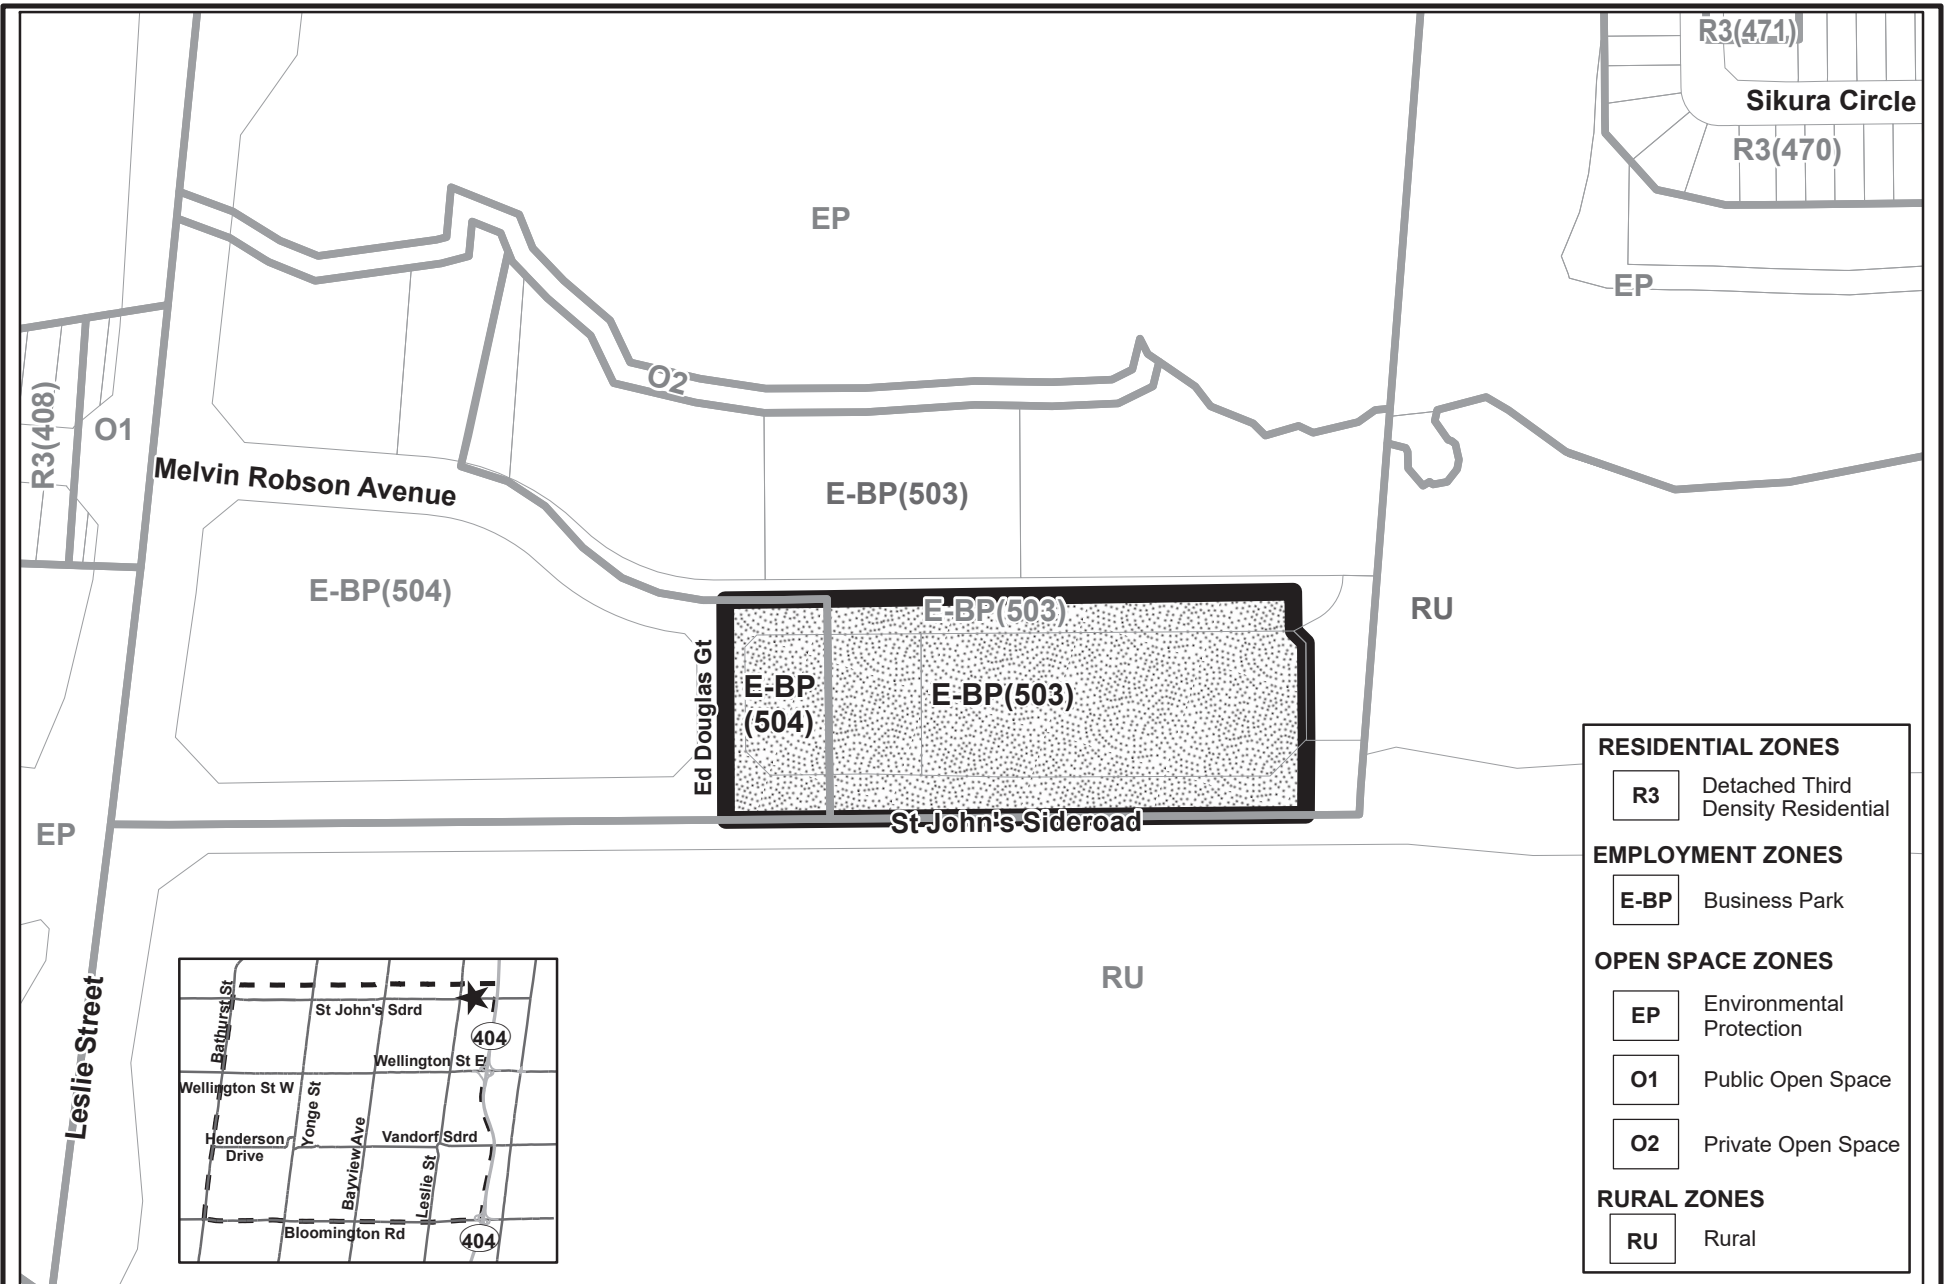 R3(471)
Sikura Circle
R3(470)
EP
EP
O2
R3(408)
O1
Melvin Robson Avenue
E-BP(503)
E-BP(504)
E-BP(503)
RU
Ed Douglas Gt
E-BP
(504)
E-BP(503)
St John's Sideroad
EP
RU
Leslie Street
RESIDENTIAL ZONES
R3
Detached Third
Density Residential
EMPLOYMENT ZONES
E-BP
Business Park
OPEN SPACE ZONES
EP
Environmental
Protection
O1
Public Open Space
O2
Private Open Space
RURAL ZONES
RU
Rural
Bathurst St
St John's Sdrd
404
Wellington St E
Wellington St W
Yonge St
Henderson
Drive
Bayview Ave
Vandorf Sdrd
Leslie St
Bloomington Rd
404